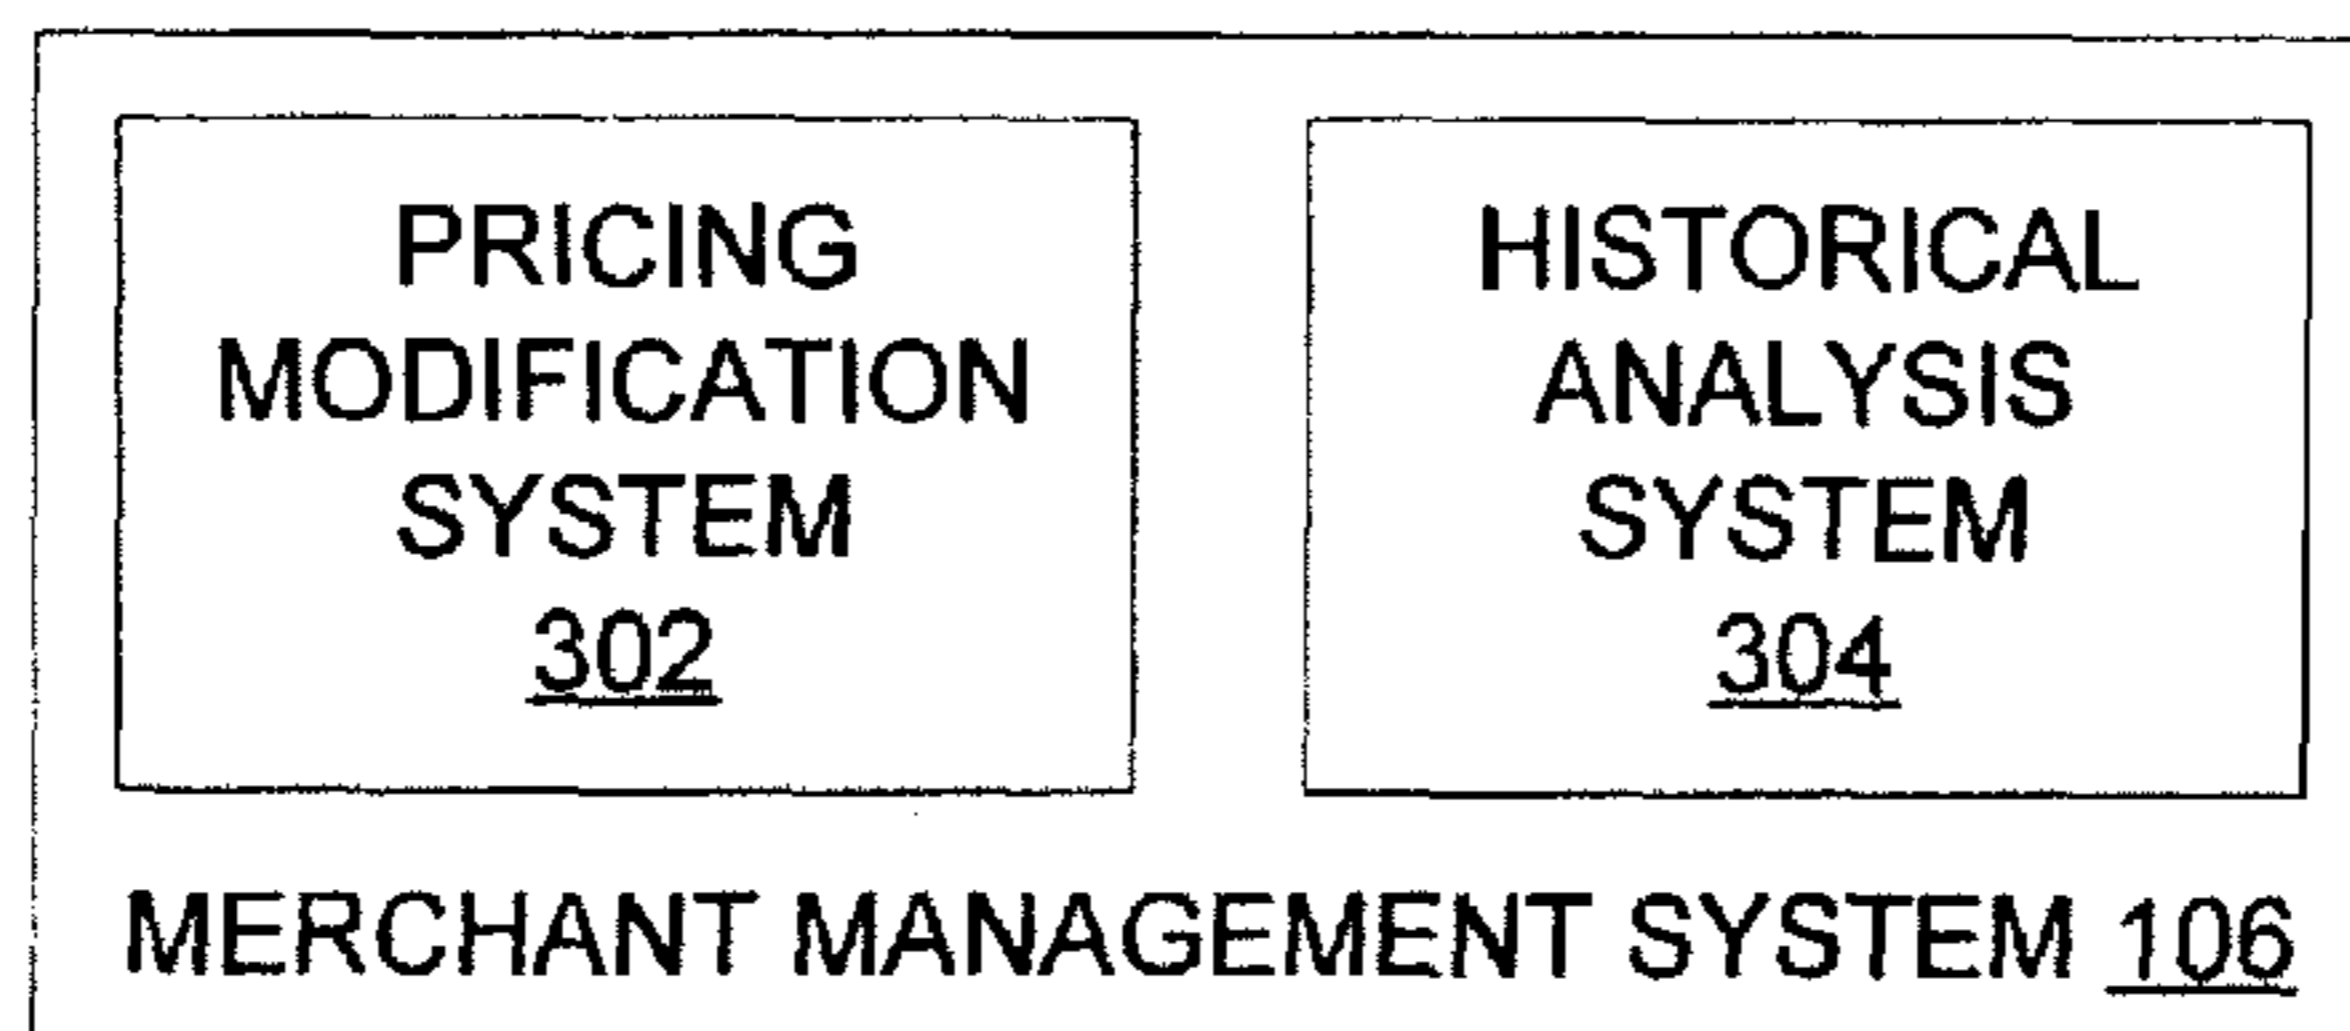 PRICING
MODIFICATION
SYSTEM
302
HISTORICAL
ANALYSIS
SYSTEM
304
MERCHANT MANAGEMENT SYSTEM 106